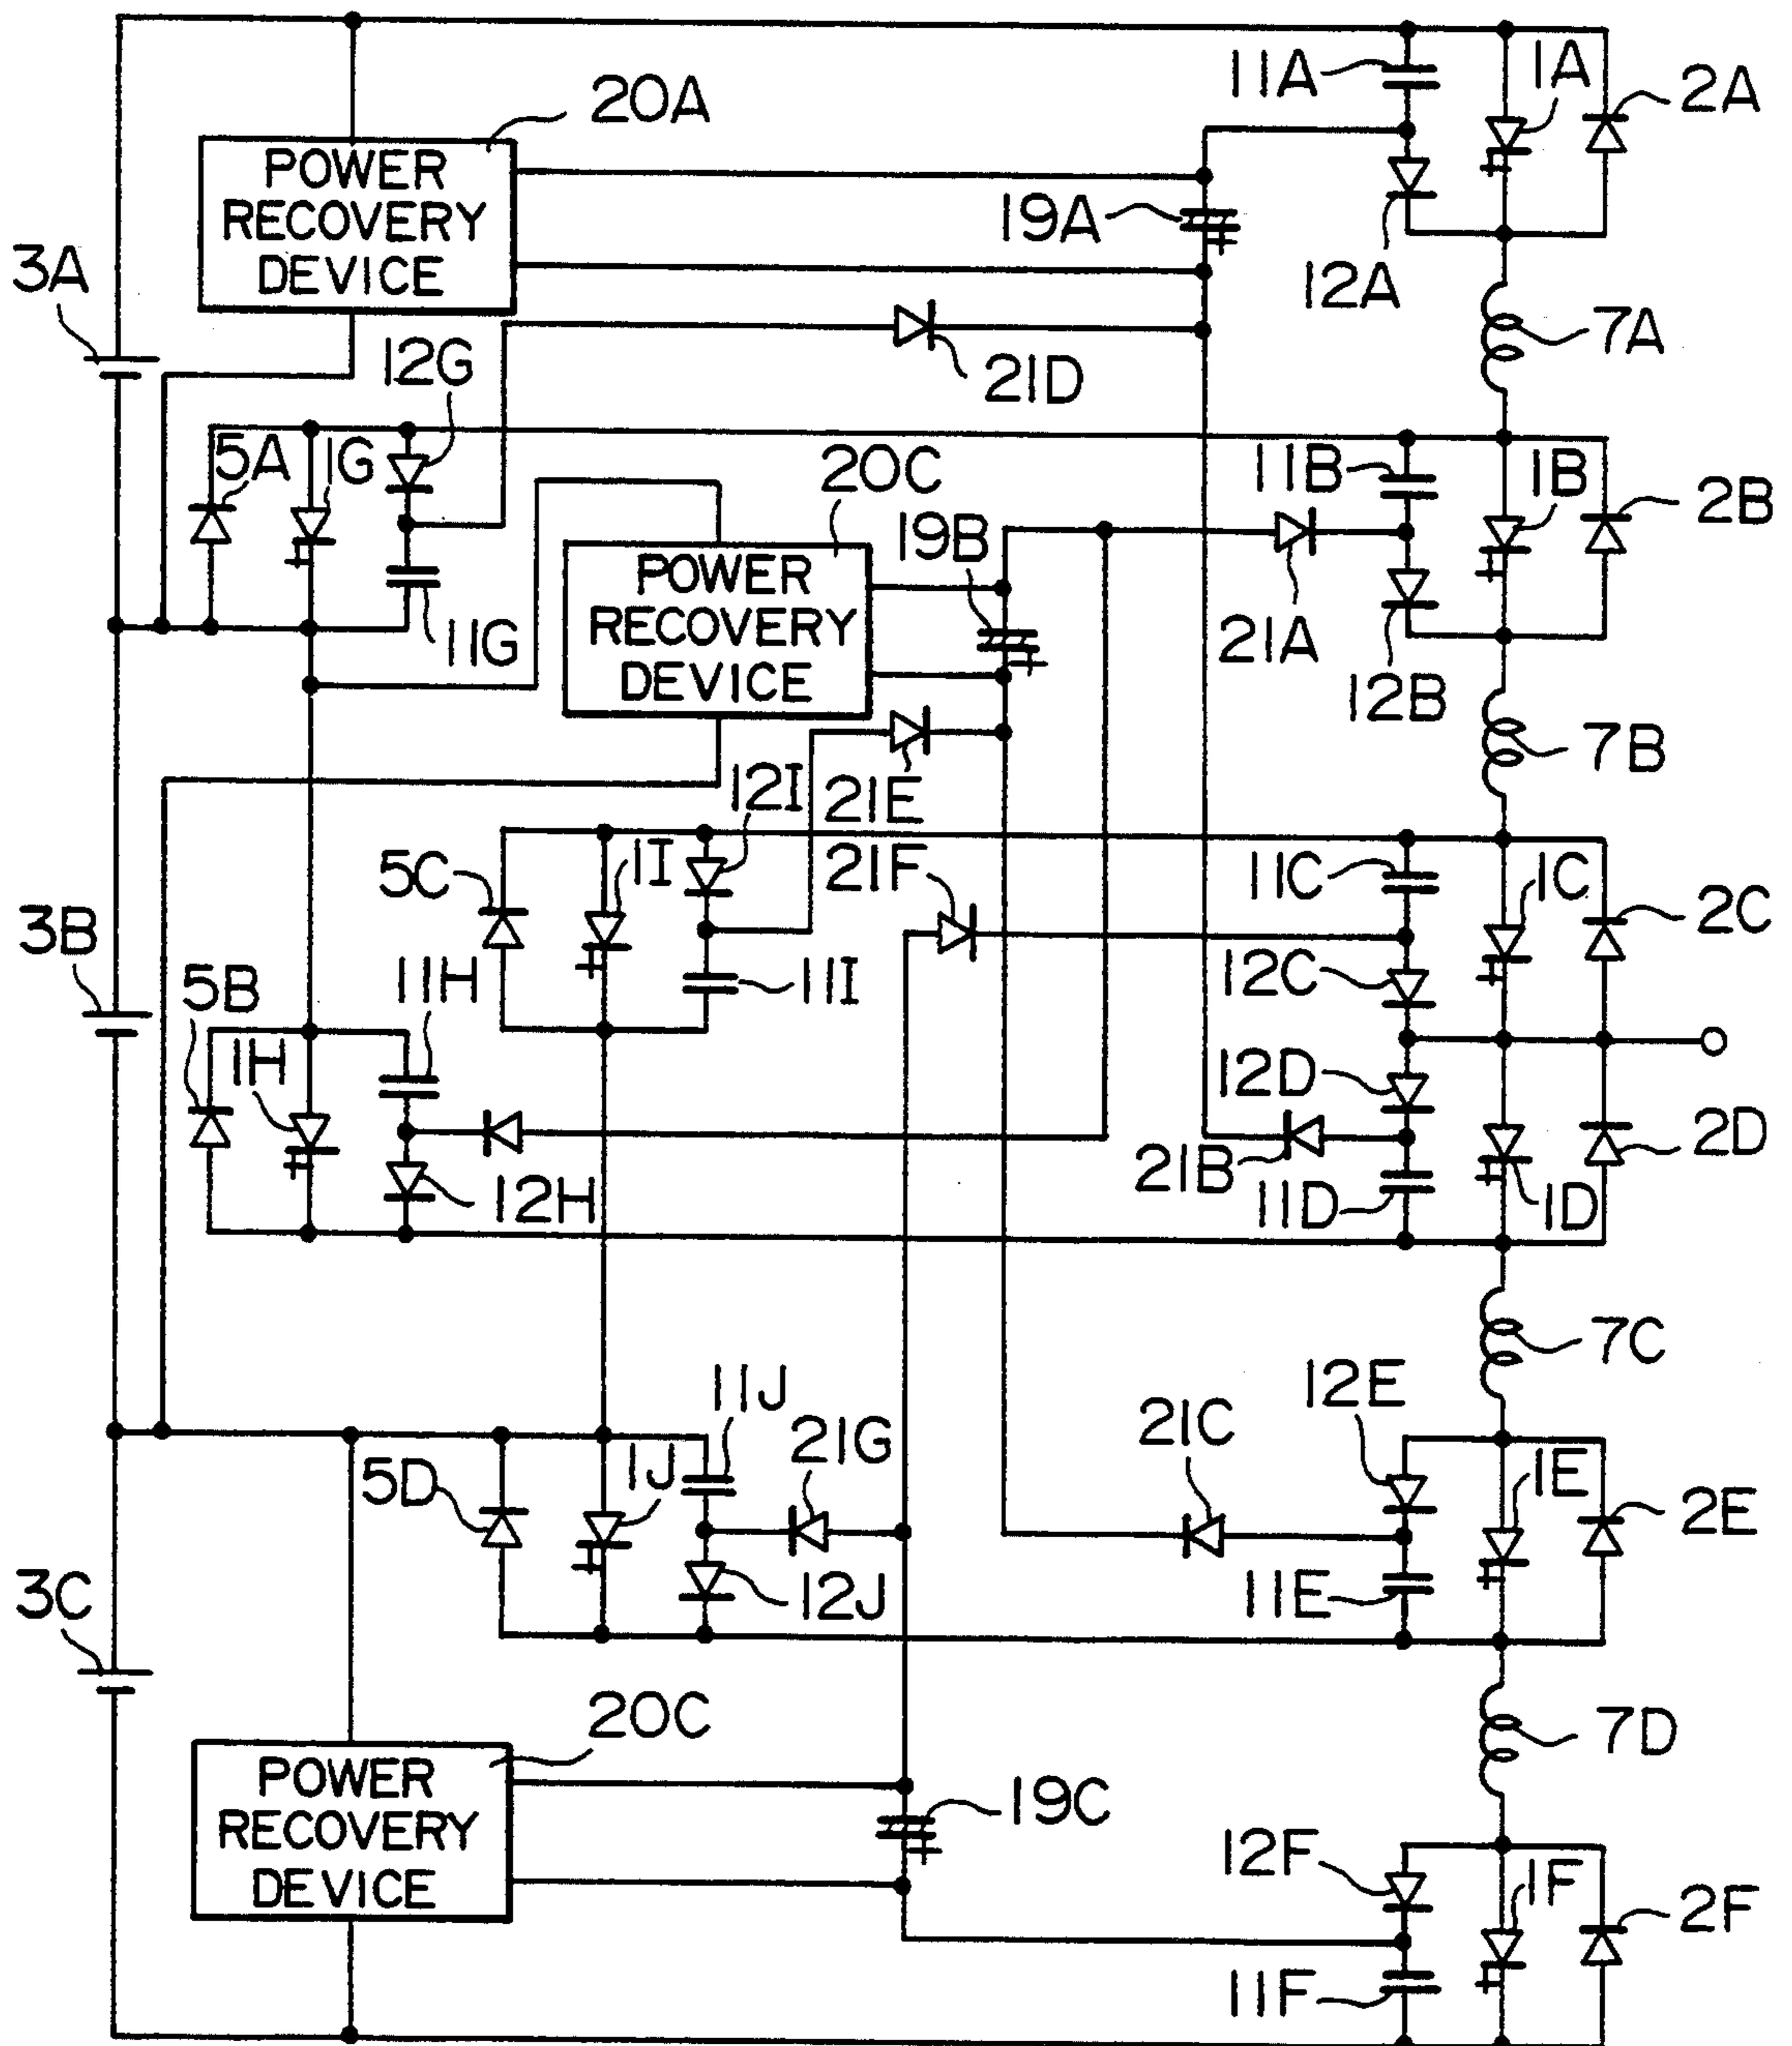 11A
1A
2A
20A
POWER
RECOVERY
DEVICE
19A
12A
3A
7A
12G
21D
5A
1G
20C
11B
1B
2B
19B
POWER
RECOVERY
DEVICE
11G
21A
12B
7B
12I
21E
5C
1I
21F
11C
1C
2C
3B
5B
11H
11I
12C
1H
12D
2D
12H
21B
11D
1D
7C
11J
12E
21G
21C
5D
1J
1E
2E
3C
12J
11E
20C
7D
POWER
RECOVERY
DEVICE
19C
12F
1F
2F
11F